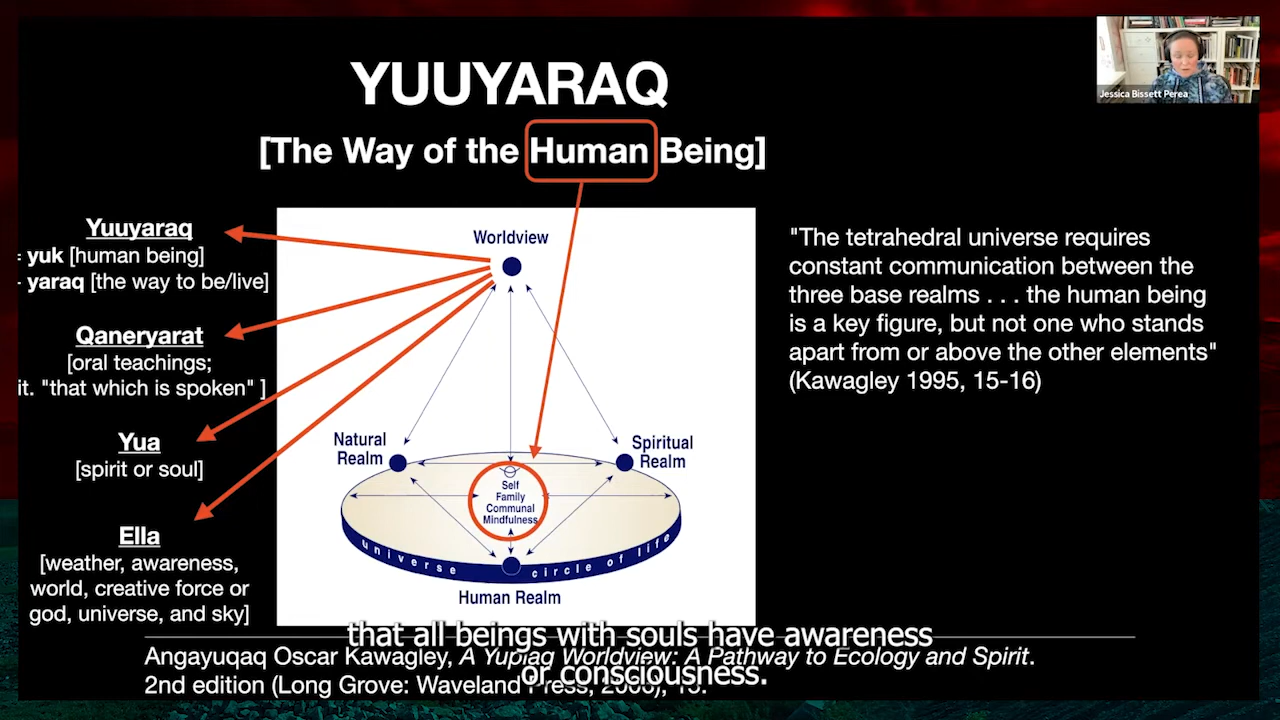 YUUYARAQ
[The Way of the Human Being]
Jessica Bissett Perea
Yuuyaraq
= yuk [human being]
yaraq [the way to be/live]
Qaneryarat
[oral teachings;
it. "that which is spoken" ]
Yua
[spirit or soul]
Ella
[weather, awareness,
world, creative force or
god, universe, and sky]
Worldview
Natural
Realm
Spiritual
Realm
Self
Family
Communal
Mindfulness
universe circle of life
Human Realm
"The tetrahedral universe requires
constant communication between the
three base realms . . . the human being
is a key figure, but not one who stands
apart from or above the other elements"
(Kawagley 1995, 15-16)
that all beings with souls have awareness
or consciousness.
Angayuqaq Oscar Kawagley, A Yupiaq Worldview: A Pathway to Ecology and Spirit.
2nd edition (Long Grove: Waveland Press,